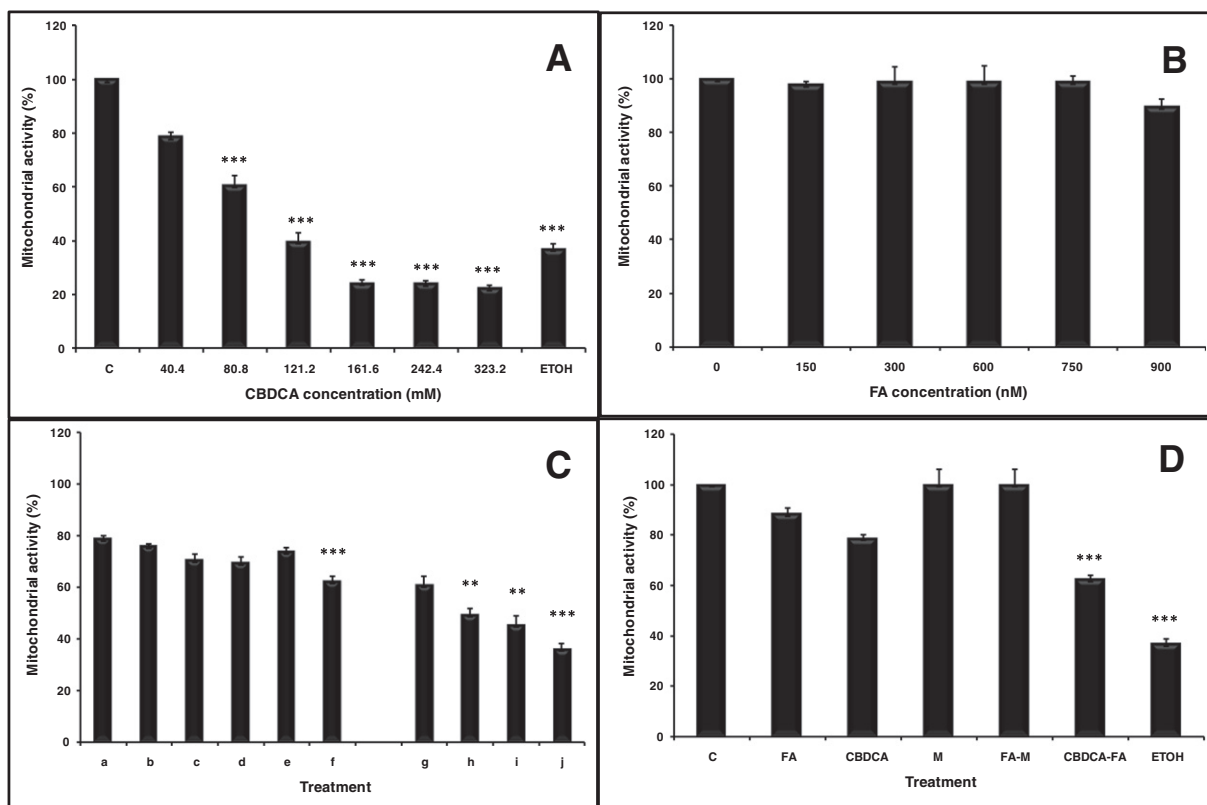 A
Mitochondrial activity (%)
120
100
80
60
40
20
0
***
***
***
***
***
***
C 40.4 80.8 121.2 161.6 242.4 323.2 ETOH
CBDCA concentration (mM)
B
Mitochondrial activity (%)
120
100
80
60
40
20
0
0 150 300 600 750 900
FA concentration (nM)
C
Mitochondrial activity (%)
120
100
80
60
40
20
0
***
**
**
***
a b c d e f g h i j
Treatment
D
Mitochondrial activity (%)
120
100
80
60
40
20
0
***
***
C FA CBDCA M FA-M CBDCA-FA ETOH
Treatment